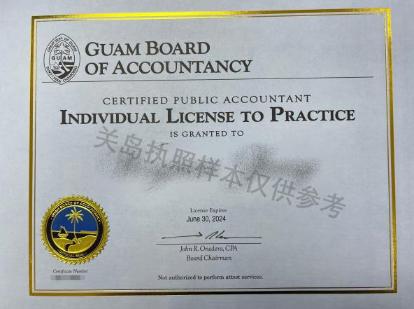 GUAM
GUAM BOARD
OF ACCOUNTANCY
CERTIFIED PUBLIC ACCOUNTANT
INDIVIDUAL LICENSE TO PRACTICE
IS GRANTED TO
关岛执照样本仅供参考
License Expires
June 30, 2024
John R. Onedera, CPA
Board Chairman
Certificate Number
Not authorized to perform attest services.